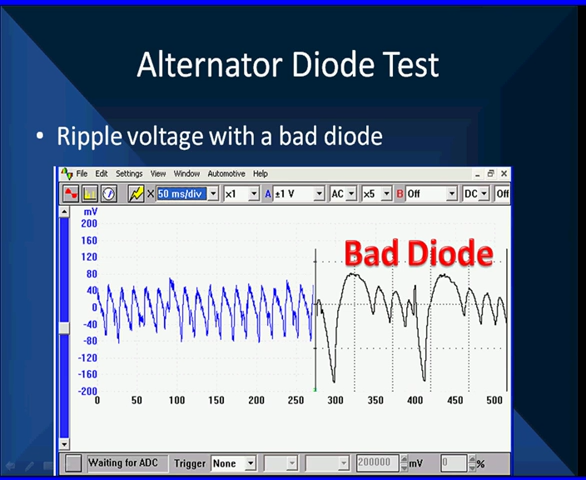 Alternator Diode Test
• Ripple voltage with a bad diode
File Edit Settings View Window Automotive Help
X 50 ms/div x1 A ±1 V AC x5 B Off DC Off
mV
200
160
120
80
40
0
-40
-80
-120
-160
-200
Bad Diode
0 50 100 150 200 250 300 350 400 450 500
Waiting for ADC Trigger None 200000 mV 0 %